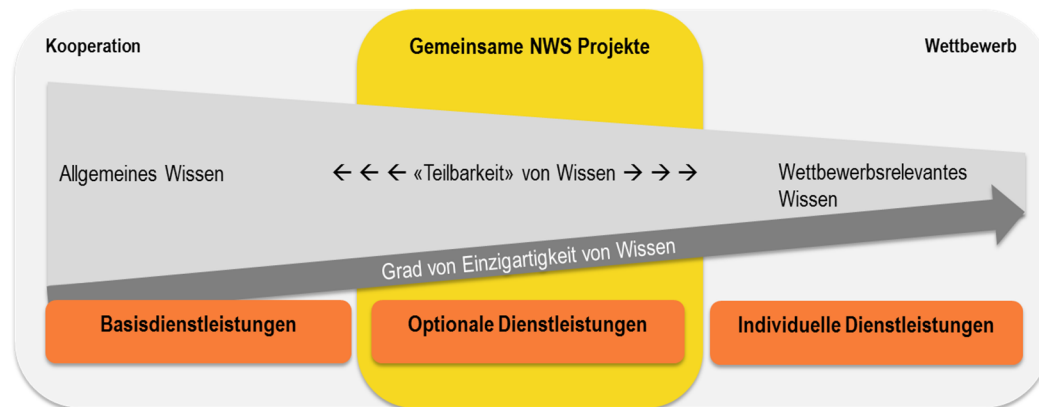 Kooperation
Gemeinsame NWS Projekte
Wettbewerb
Allgemeines Wissen
← ← ← «Teilbarkeit» von Wissen → → →
Wettbewerbsrelevantes
Wissen
Grad von Einzigartigkeit von Wissen
Basisdienstleistungen
Optionale Dienstleistungen
Individuelle Dienstleistungen